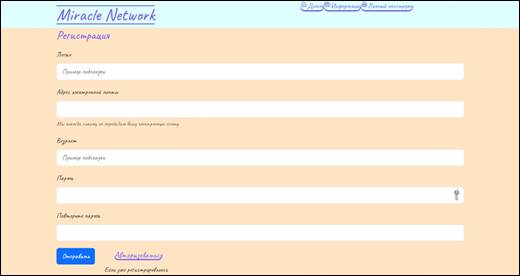 Miracle Network
Домой Информация Личный кабинет
Регистрация
Логин
Пример подсказки
Адрес электронной почты
Мы никогда никому не передадим Вашу электронную почту.
Возраст
Пример подсказки
Пароль
Повторите пароль
Отправить Авторизоваться
Если уже регистрировались